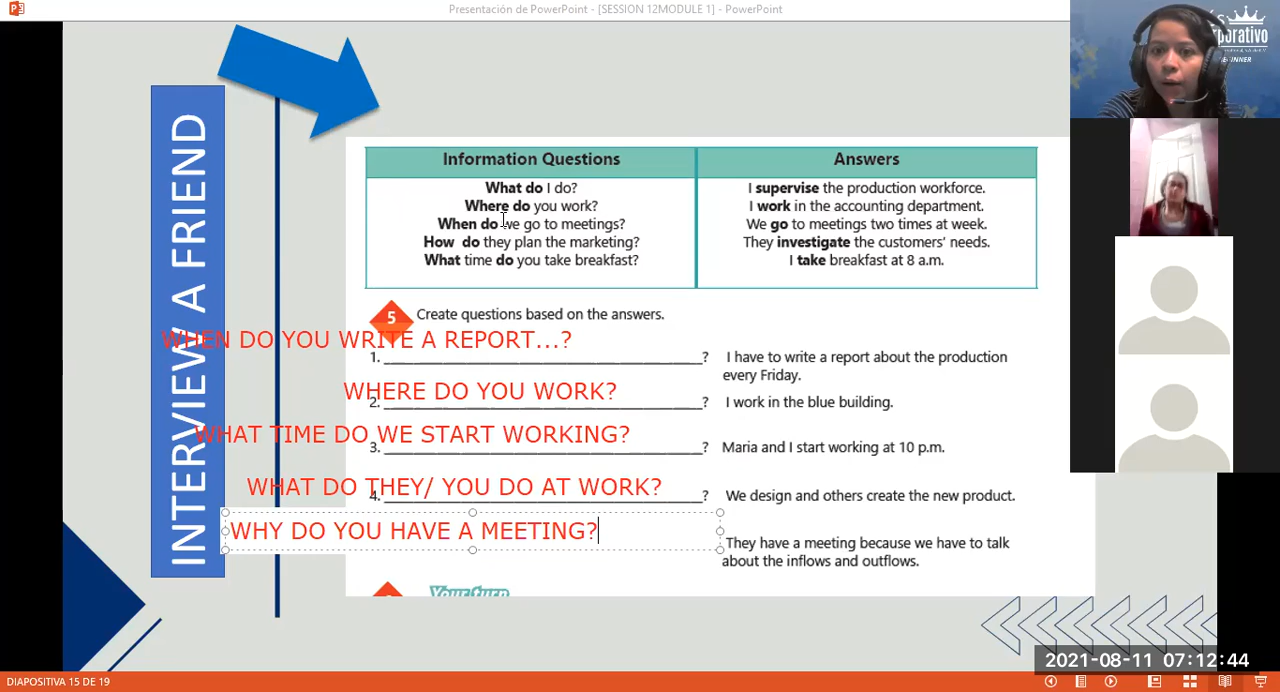 Presentación de PowerPoint - [SESSION 12MODULE 1] - PowerPoint
rporativo
INTERVIEW A FRIEND
Information Questions
Answers
What do I do?
I supervise the production workforce.
Where do you work?
I work in the accounting department.
When do we go to meetings?
We go to meetings two times at week.
How do they plan the marketing?
They investigate the customers' needs.
What time do you take breakfast?
I take breakfast at 8 a.m.
5
Create questions based on the answers.
WHEN DO YOU WRITE A REPORT...?
1. ?
I have to write a report about the production
every Friday.
WHERE DO YOU WORK?
2. ?
I work in the blue building.
WHAT TIME DO WE START WORKING?
3. ?
Maria and I start working at 10 p.m.
WHAT DO THEY/ YOU DO AT WORK?
4. ?
We design and others create the new product.
WHY DO YOU HAVE A MEETING?
They have a meeting because we have to talk
about the inflows and outflows.
Your turn
2021-08-11 07:12:44
DIAPOSITIVA 15 DE 19